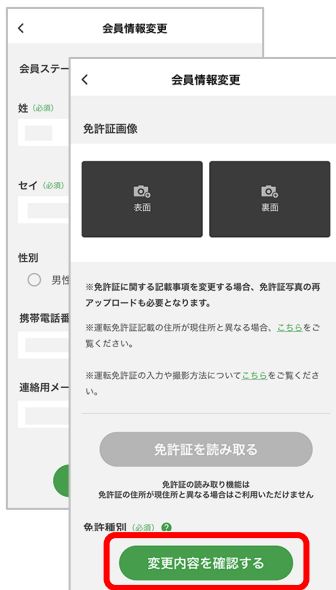 会員情報変更
会員ステー
姓 (必須)
セイ (必須)
性別
男性
携帯電話番
連絡用メー
会員情報変更
免許証画像
表面
裏面
※免許証に関する記載事項を変更する場合、免許証写真の再
アップロードも必要となります。
※運転免許証記載の住所が現住所と異なる場合、こちらをご
覧ください。
※運転免許証の入力や撮影方法についてこちらをご覧くださ
い。
免許証を読み取る
免許証の読み取り機能は
免許証の住所が現住所と異なる場合はご利用いただけません
免許種別 (必須) ?
変更内容を確認する